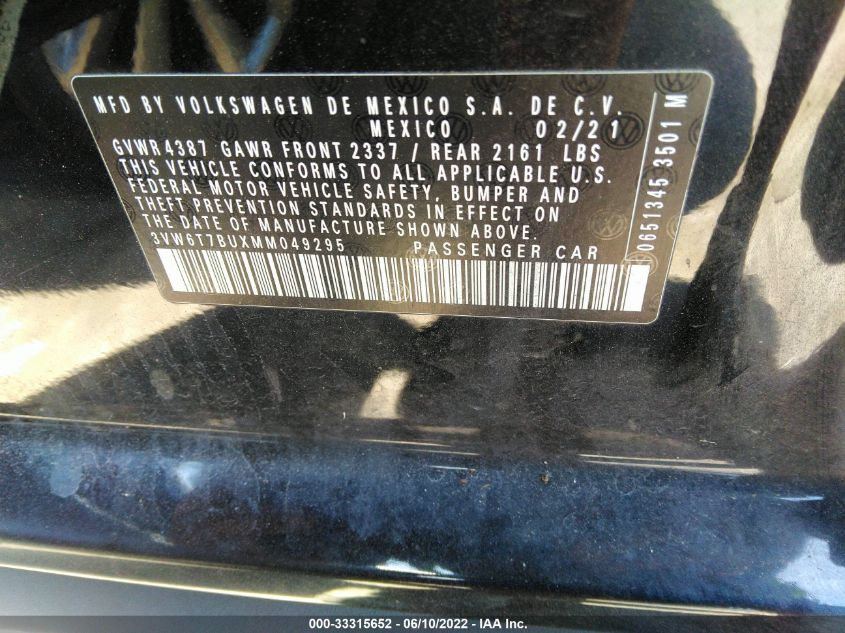 MFD BY VOLKSWAGEN DE MEXICO S.A. DE C.V.
MEXICO 02/21
GVWR 4387 GAWR FRONT 2337 / REAR 2161 LBS
THIS VEHICLE CONFORMS TO ALL APPLICABLE U.S.
FEDERAL MOTOR VEHICLE SAFETY, BUMPER AND
THEFT PREVENTION STANDARDS IN EFFECT ON
THE DATE OF MANUFACTURE SHOWN ABOVE.
3VW6T7BUXMM049295 PASSENGER CAR
0651345 3501 M
000-33315652 - 06/10/2022 - IAA Inc.